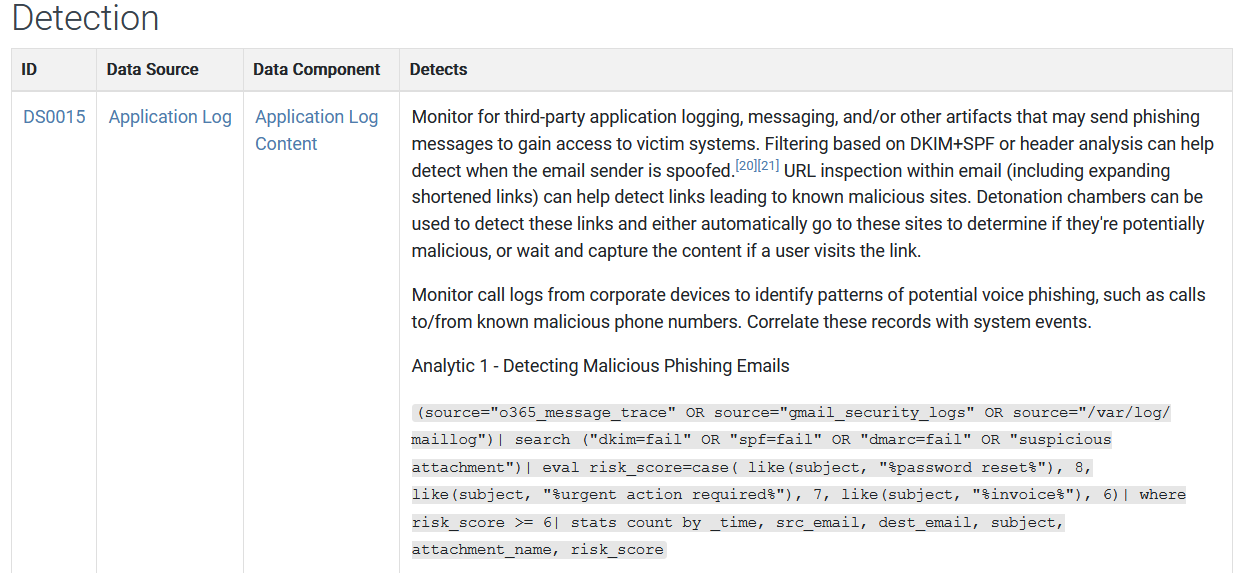 Detection
ID Data Source Data Component Detects
DS0015 Application Log Application Log Content
Monitor for third-party application logging, messaging, and/or other artifacts that may send phishing
messages to gain access to victim systems. Filtering based on DKIM+SPF or header analysis can help
detect when the email sender is spoofed.[20][21] URL inspection within email (including expanding
shortened links) can help detect links leading to known malicious sites. Detonation chambers can be
used to detect these links and either automatically go to these sites to determine if they're potentially
malicious, or wait and capture the content if a user visits the link.
Monitor call logs from corporate devices to identify patterns of potential voice phishing, such as calls
to/from known malicious phone numbers. Correlate these records with system events.
Analytic 1 - Detecting Malicious Phishing Emails
(source="o365_message_trace" OR source="gmail_security_logs" OR source="/var/log/
maillog")| search ("dkim=fail" OR "spf=fail" OR "dmarc=fail" OR "suspicious
attachment")| eval risk_score=case( like(subject, "%password reset%"), 8,
like(subject, "%urgent action required%"), 7, like(subject, "%invoice%"), 6)| where
risk_score >= 6| stats count by _time, src_email, dest_email, subject,
attachment_name, risk_score